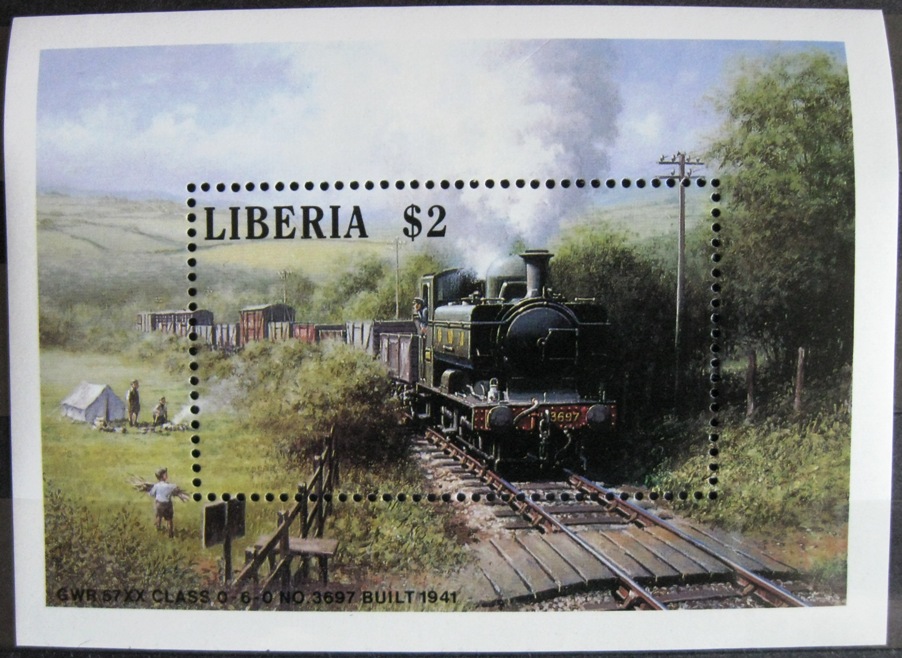 LIBERIA $2
3697
GWR 57XX CLASS 0-6-0 NO.3697 BUILT 1941